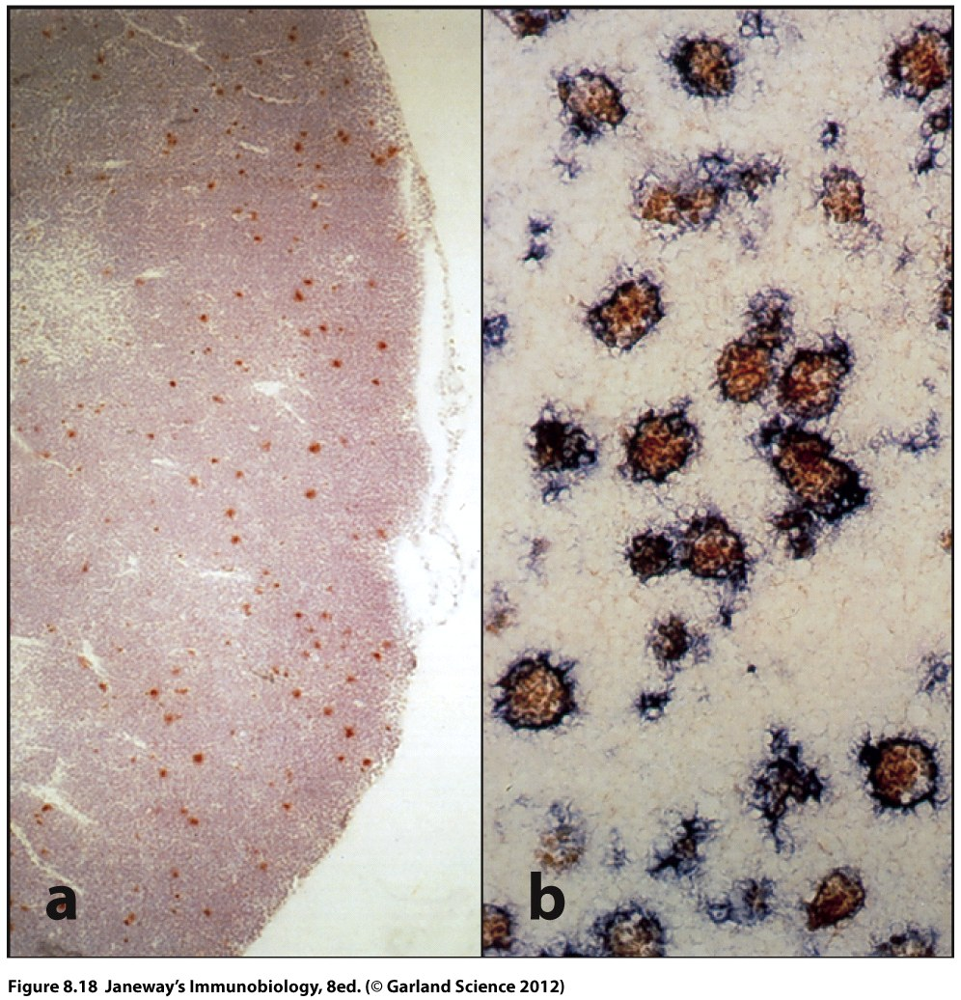 a
b
Figure 8.18 Janeway’s Immunobiology, 8ed. (© Garland Science 2012)